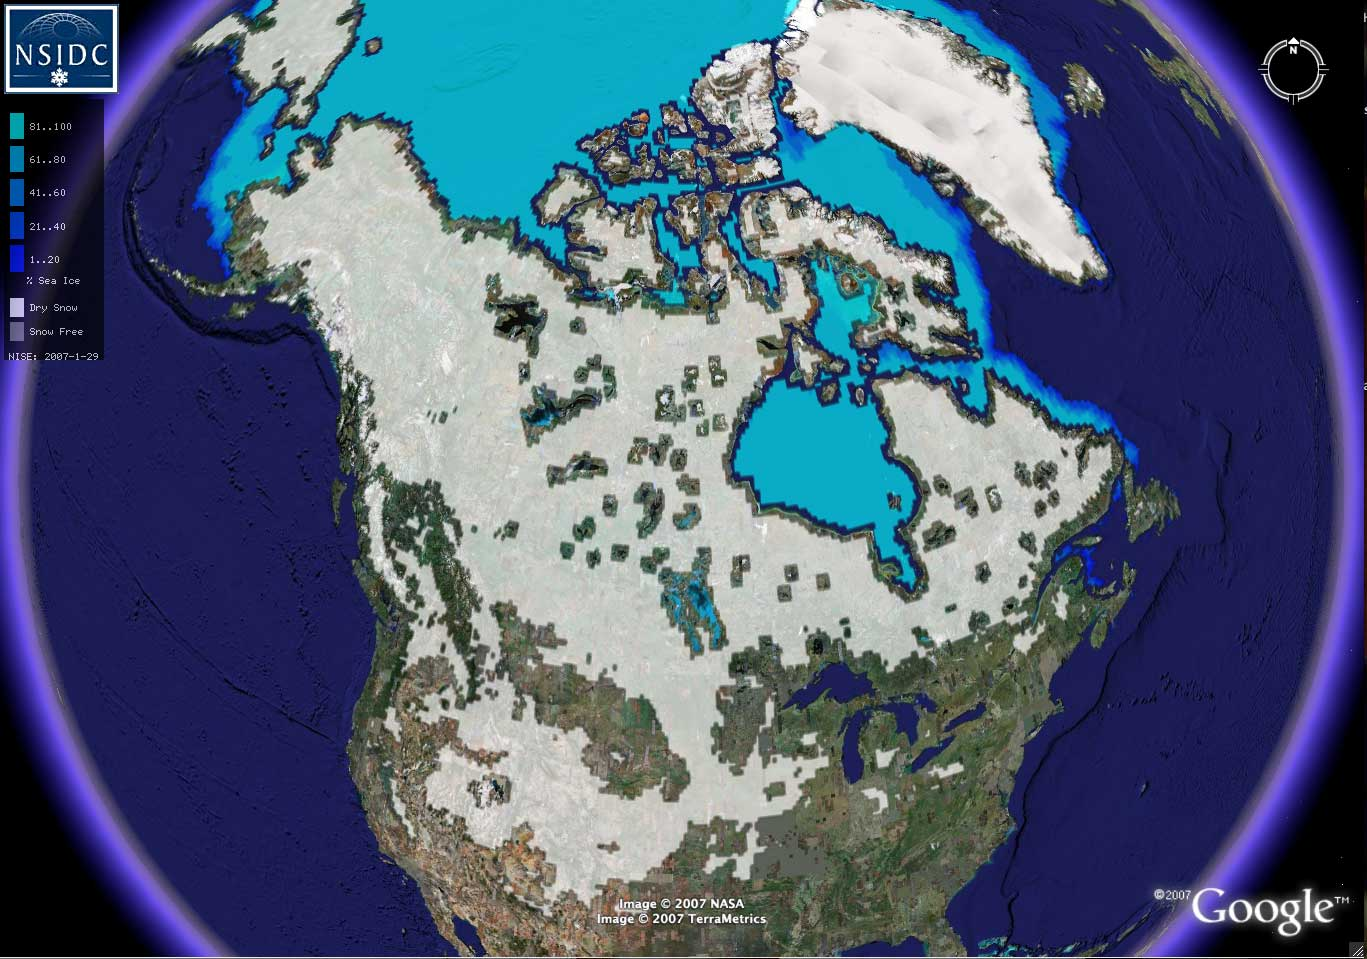 NSIDC
N
81..100
61..80
41..60
21..40
1..20
% Sea Ice
Dry Snow
Snow Free
NISE: 2007-1-29
Image © 2007 NASA
Image © 2007 TerraMetrics
©2007 Google™